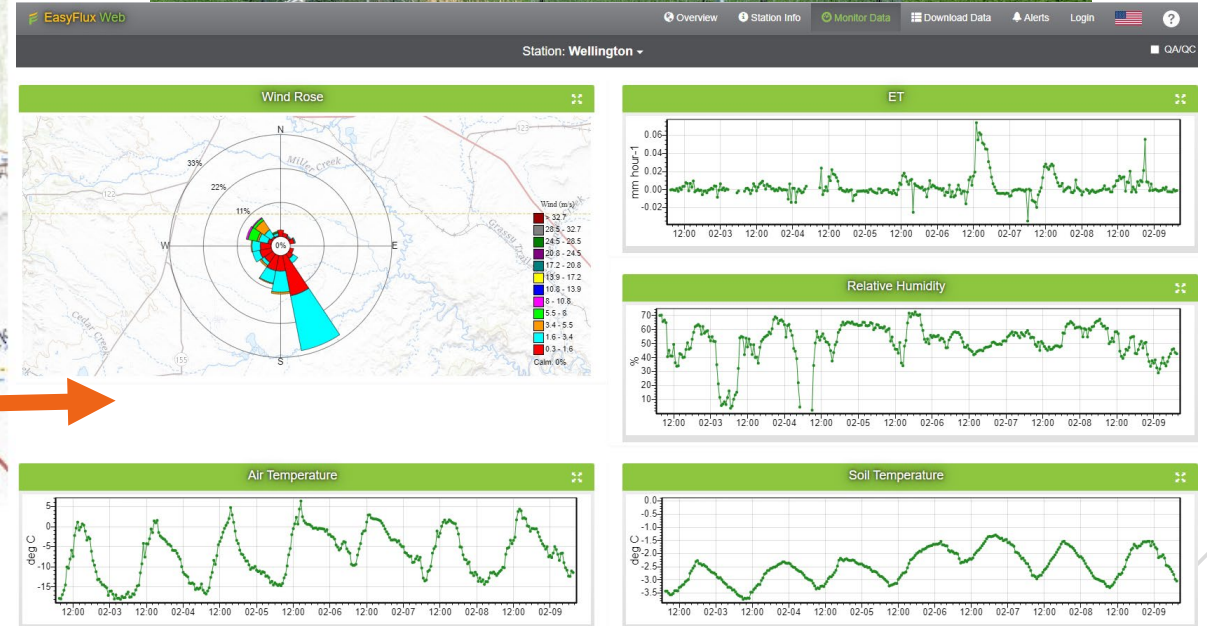 EasyFlux Web
Overview Station Info Monitor Data Download Data Alerts Login ?
Station: Wellington
QA/QC
Wind Rose
N
33%
22%
11%
W
0%
E
S
123
122
155
Miller Creek
Cedar Creek
Wind (m/s)
> 32.7
28.5 - 32.7
24.5 - 28.5
20.8 - 24.5
17.2 - 20.8
13.9 - 17.2
10.8 - 13.9
8 - 10.8
5.5 - 8
3.4 - 5.5
1.6 - 3.4
0.3 - 1.6
Calm: 0%
ET
mm hour-1
0.06
0.04
0.02
0.00
-0.02
12:00 02-03 12:00 02-04 12:00 02-05 12:00 02-06 12:00 02-07 12:00 02-08 12:00 02-09
Relative Humidity
%
70
60
50
40
30
20
10
12:00 02-03 12:00 02-04 12:00 02-05 12:00 02-06 12:00 02-07 12:00 02-08 12:00 02-09
Air Temperature
deg C
5
0
-5
-10
-15
12:00 02-03 12:00 02-04 12:00 02-05 12:00 02-06 12:00 02-07 12:00 02-08 12:00 02-09
Soil Temperature
deg C
0.0
-0.5
-1.0
-1.5
-2.0
-2.5
-3.0
-3.5
12:00 02-03 12:00 02-04 12:00 02-05 12:00 02-06 12:00 02-07 12:00 02-08 12:00 02-09